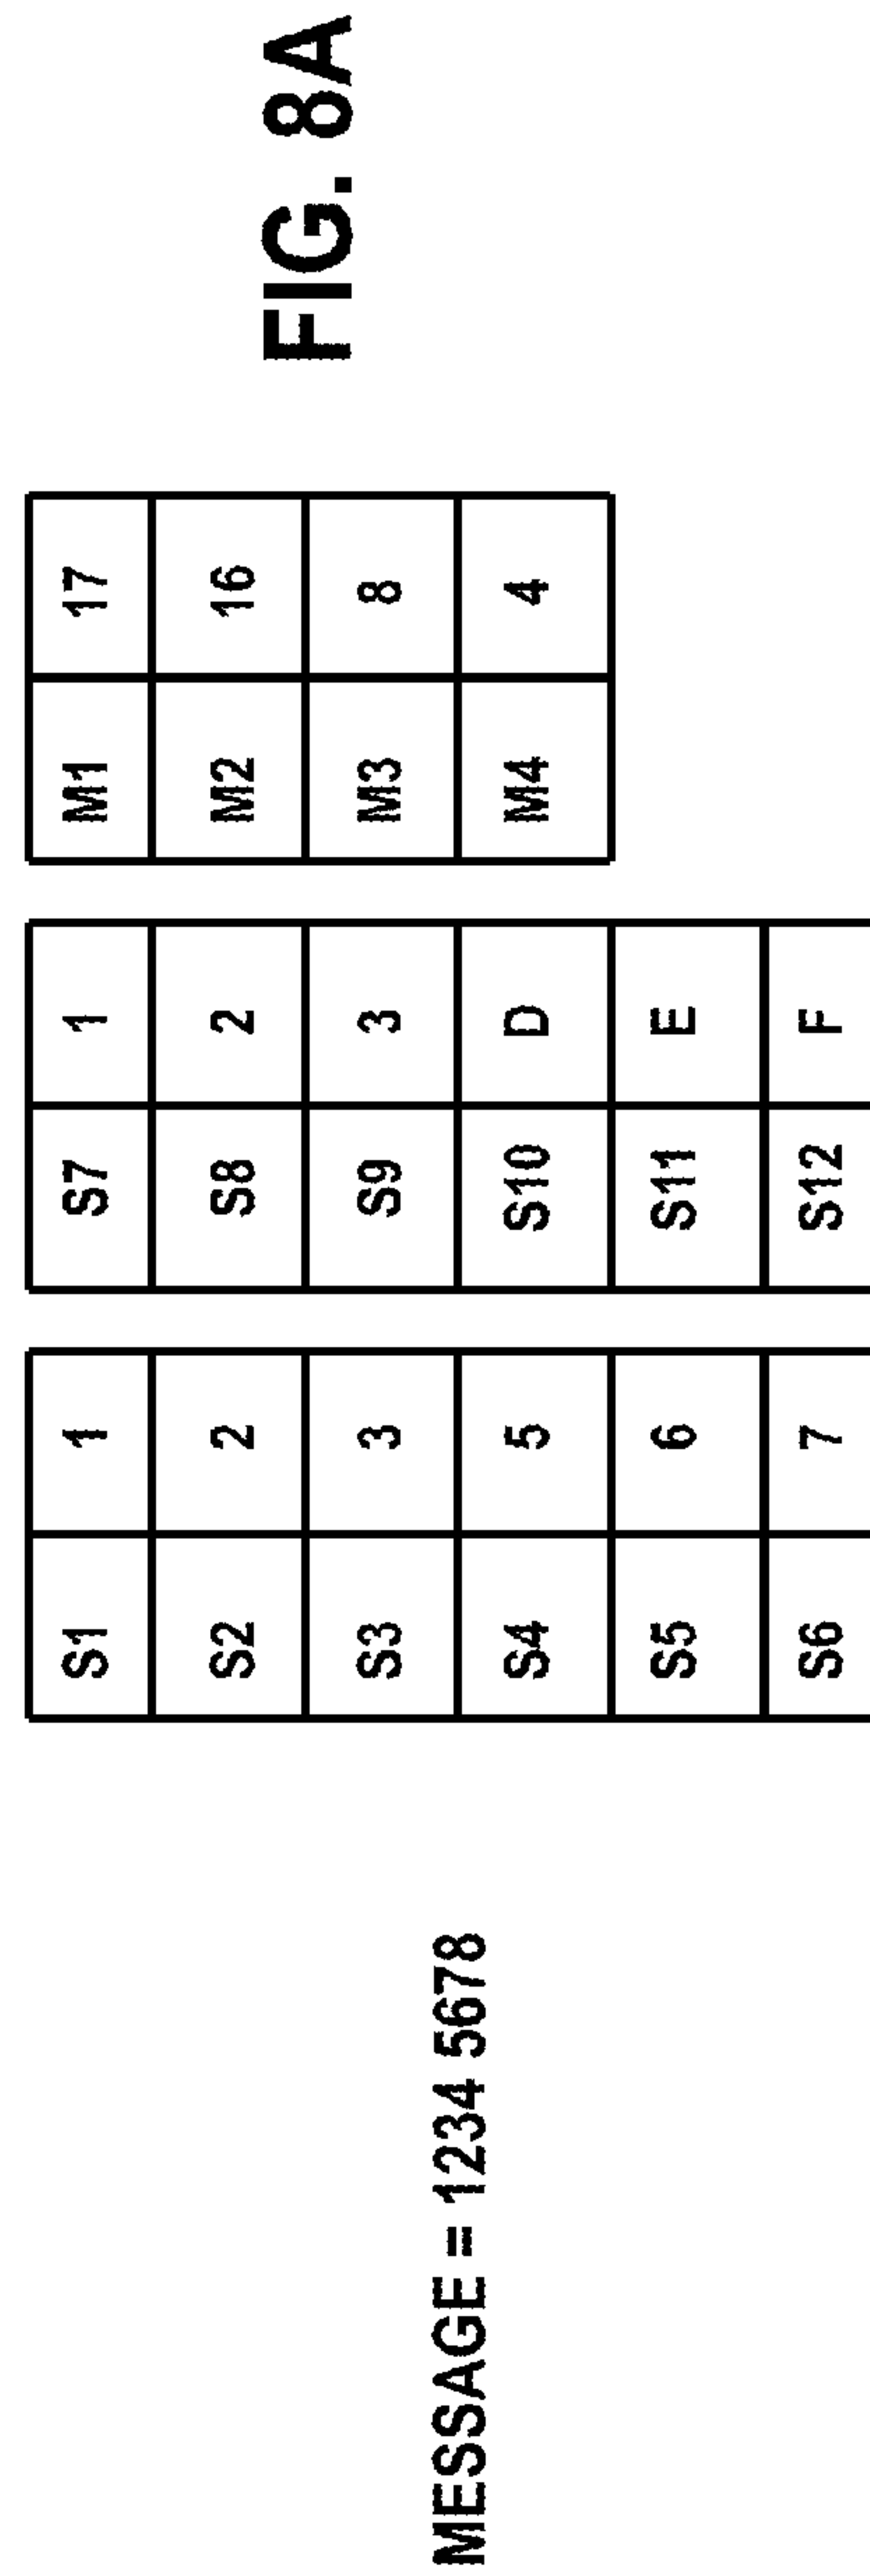 MESSAGE = 1234 5678
S1 1
S2 2
S3 3
S4 5
S5 6
S6 7
S7 1
S8 2
S9 3
S10 D
S11 E
S12 F
M1 17
M2 16
M3 8
M4 4
FIG. 8A